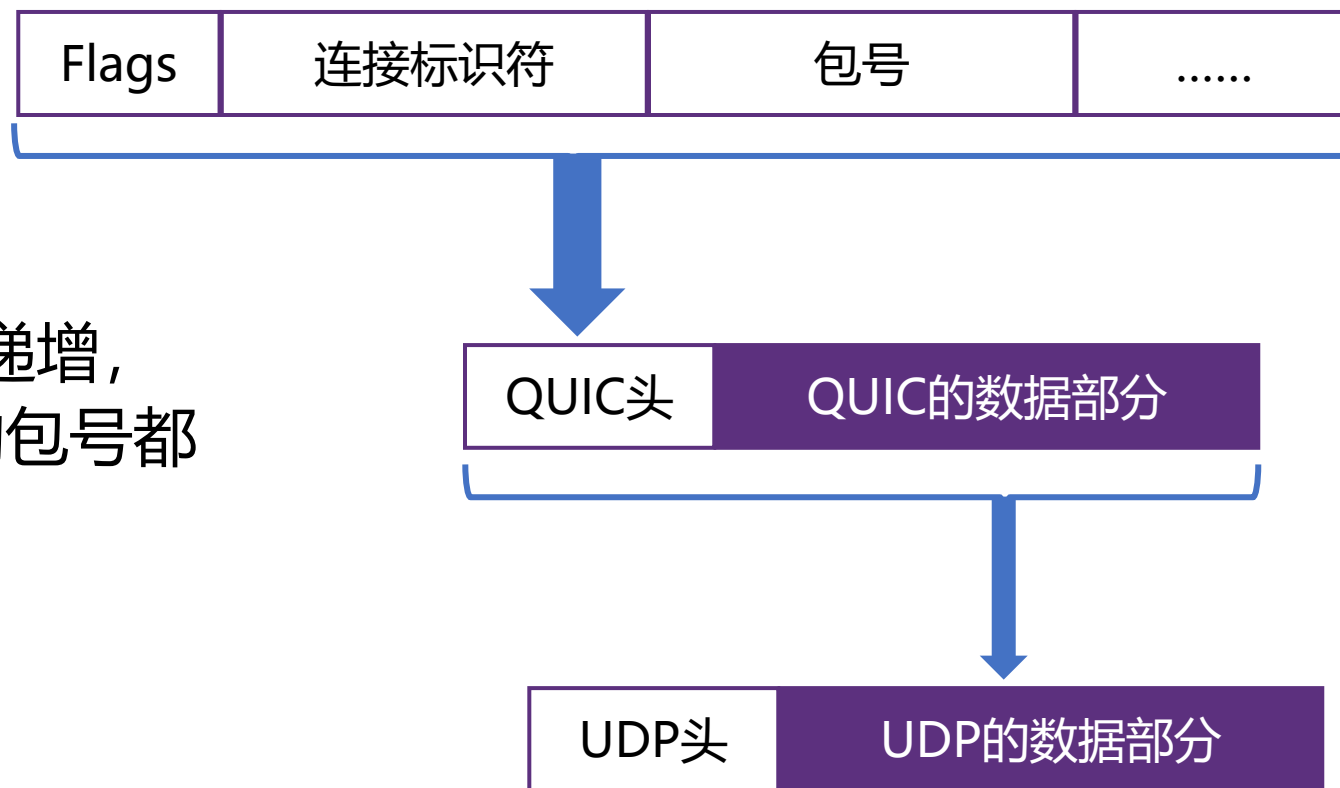 Flags 连接标识符 包号 ……
递增，
QUIC头 QUIC的数据部分
的包号都
UDP头 UDP的数据部分